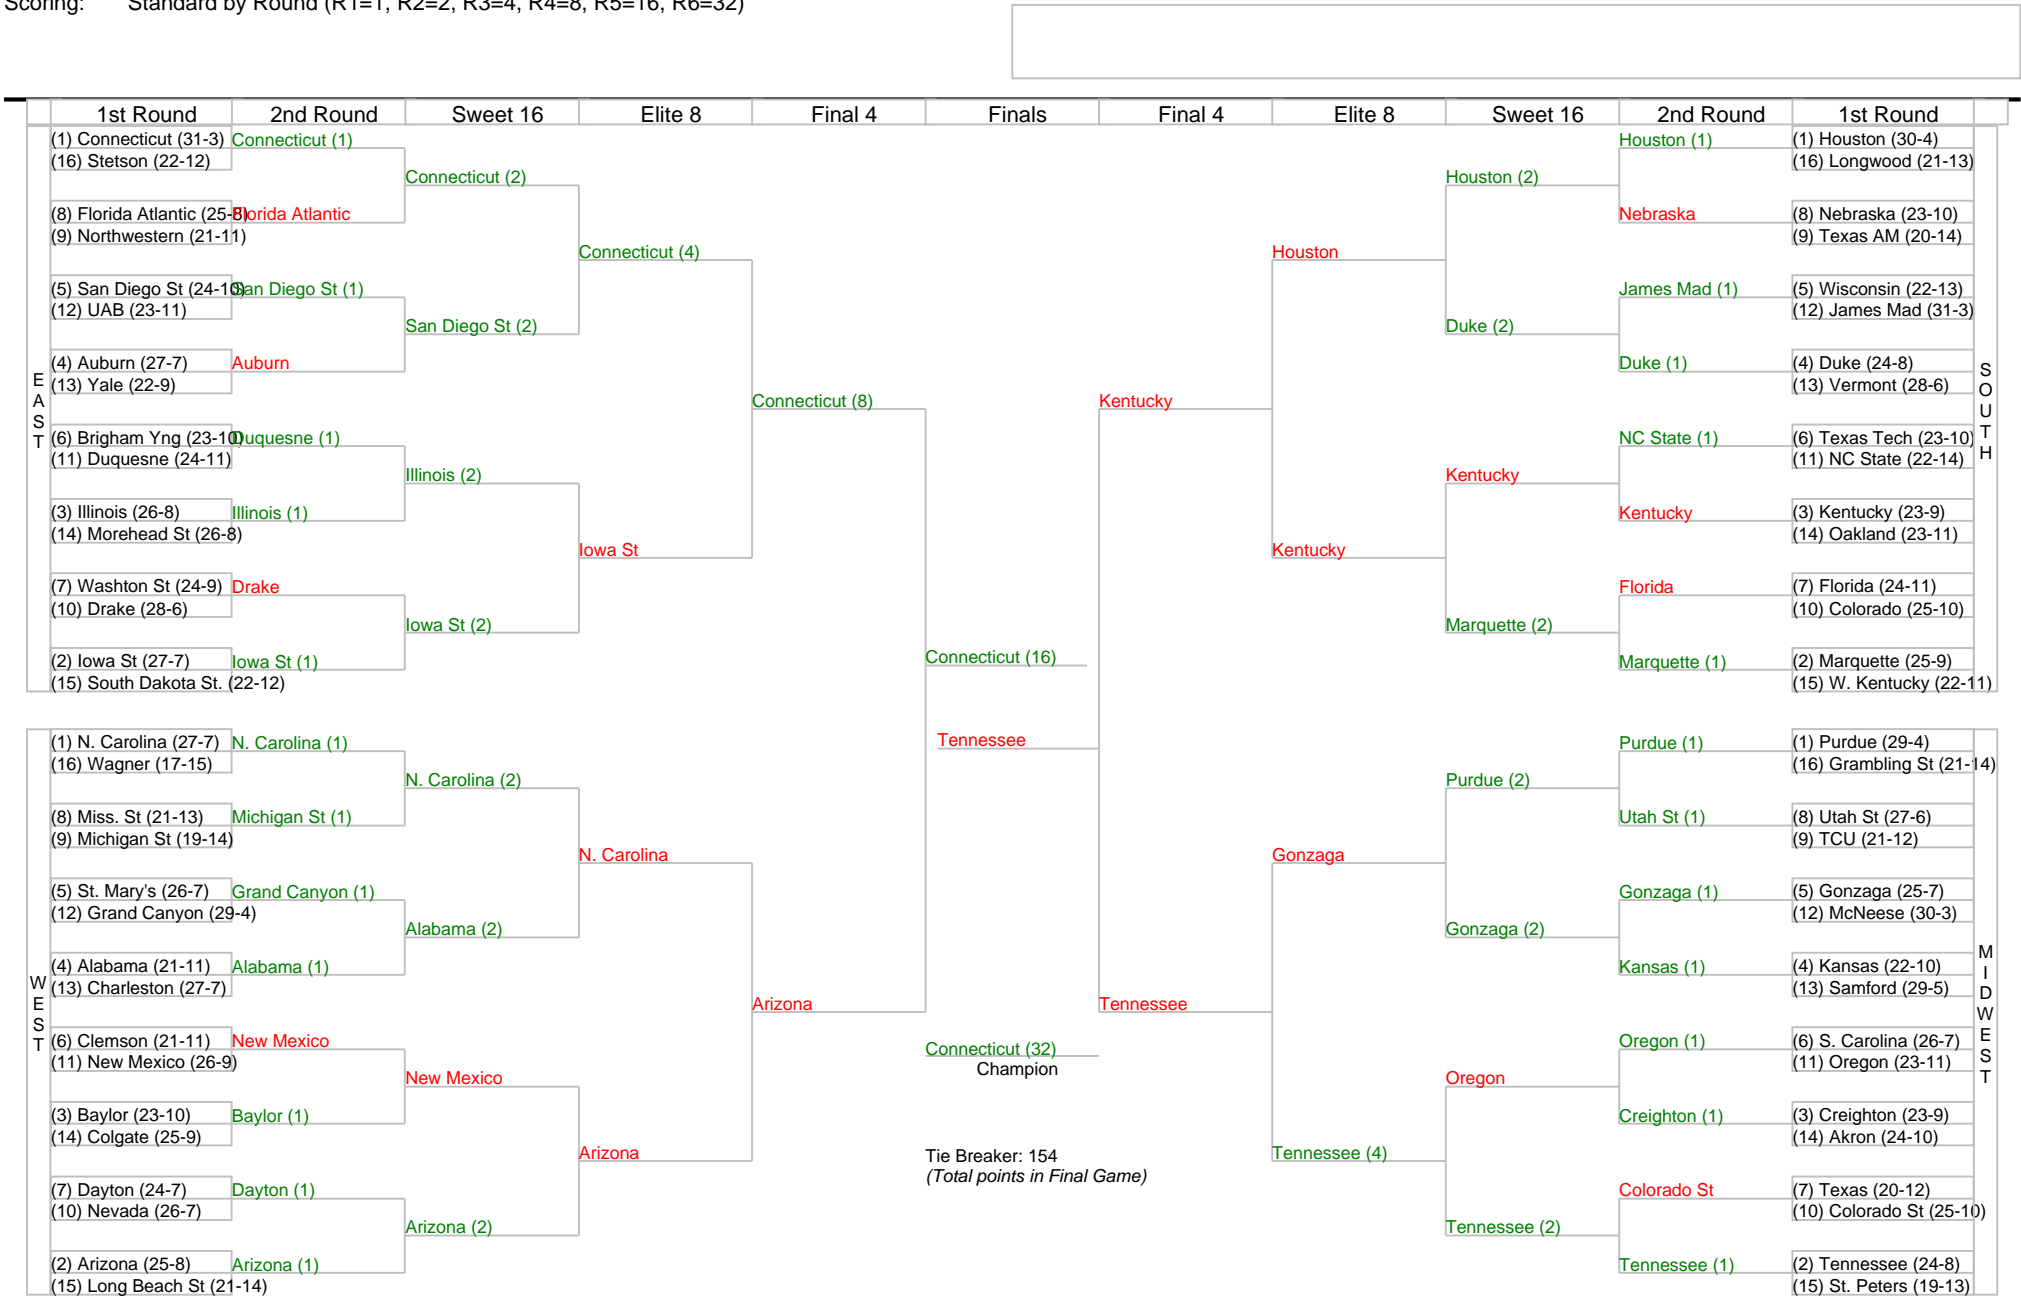 Scoring: Standard by Round (R1=1, R2=2, R3=4, R4=8, R5=16, R6=32)
1st Round 2nd Round Sweet 16 Elite 8 Final 4 Finals Final 4 Elite 8 Sweet 16 2nd Round 1st Round
EAST
(1) Connecticut (31-3)
(16) Stetson (22-12)
(8) Florida Atlantic (25-8)
(9) Northwestern (21-11)
(5) San Diego St (24-10)
(12) UAB (23-11)
(4) Auburn (27-7)
(13) Yale (22-9)
(6) Brigham Yng (23-10)
(11) Duquesne (24-11)
(3) Illinois (26-8)
(14) Morehead St (26-8)
(7) Washton St (24-9)
(10) Drake (28-6)
(2) Iowa St (27-7)
(15) South Dakota St. (22-12)
Connecticut (1)
Florida Atlantic
San Diego St (1)
Auburn
Duquesne (1)
Illinois (1)
Drake
Iowa St (1)
Connecticut (2)
San Diego St (2)
Illinois (2)
Iowa St (2)
Connecticut (4)
Iowa St
Connecticut (8)
WEST
(1) N. Carolina (27-7)
(16) Wagner (17-15)
(8) Miss. St (21-13)
(9) Michigan St (19-14)
(5) St. Mary's (26-7)
(12) Grand Canyon (29-4)
(4) Alabama (21-11)
(13) Charleston (27-7)
(6) Clemson (21-11)
(11) New Mexico (26-9)
(3) Baylor (23-10)
(14) Colgate (25-9)
(7) Dayton (24-7)
(10) Nevada (26-7)
(2) Arizona (25-8)
(15) Long Beach St (21-14)
N. Carolina (1)
Michigan St (1)
Grand Canyon (1)
Alabama (1)
New Mexico
Baylor (1)
Dayton (1)
Arizona (1)
N. Carolina (2)
Alabama (2)
New Mexico
Arizona (2)
N. Carolina
Arizona
Arizona
Connecticut (16)
Tennessee
Connecticut (32)
Champion
Tie Breaker: 154
(Total points in Final Game)
Kentucky
Houston
Kentucky
Houston (2)
Duke (2)
Kentucky
Marquette (2)
Houston (1)
Nebraska
James Mad (1)
Duke (1)
NC State (1)
Kentucky
Florida
Marquette (1)
(1) Houston (30-4)
(16) Longwood (21-13)
(8) Nebraska (23-10)
(9) Texas AM (20-14)
(5) Wisconsin (22-13)
(12) James Mad (31-3)
(4) Duke (24-8)
(13) Vermont (28-6)
(6) Texas Tech (23-10)
(11) NC State (22-14)
(3) Kentucky (23-9)
(14) Oakland (23-11)
(7) Florida (24-11)
(10) Colorado (25-10)
(2) Marquette (25-9)
(15) W. Kentucky (22-11)
SOUTH
Tennessee
Gonzaga
Tennessee (4)
Purdue (2)
Gonzaga (2)
Oregon
Tennessee (2)
Purdue (1)
Utah St (1)
Gonzaga (1)
Kansas (1)
Oregon (1)
Creighton (1)
Colorado St
Tennessee (1)
(1) Purdue (29-4)
(16) Grambling St (21-14)
(8) Utah St (27-6)
(9) TCU (21-12)
(5) Gonzaga (25-7)
(12) McNeese (30-3)
(4) Kansas (22-10)
(13) Samford (29-5)
(6) S. Carolina (26-7)
(11) Oregon (23-11)
(3) Creighton (23-9)
(14) Akron (24-10)
(7) Texas (20-12)
(10) Colorado St (25-10)
(2) Tennessee (24-8)
(15) St. Peters (19-13)
MIDWEST